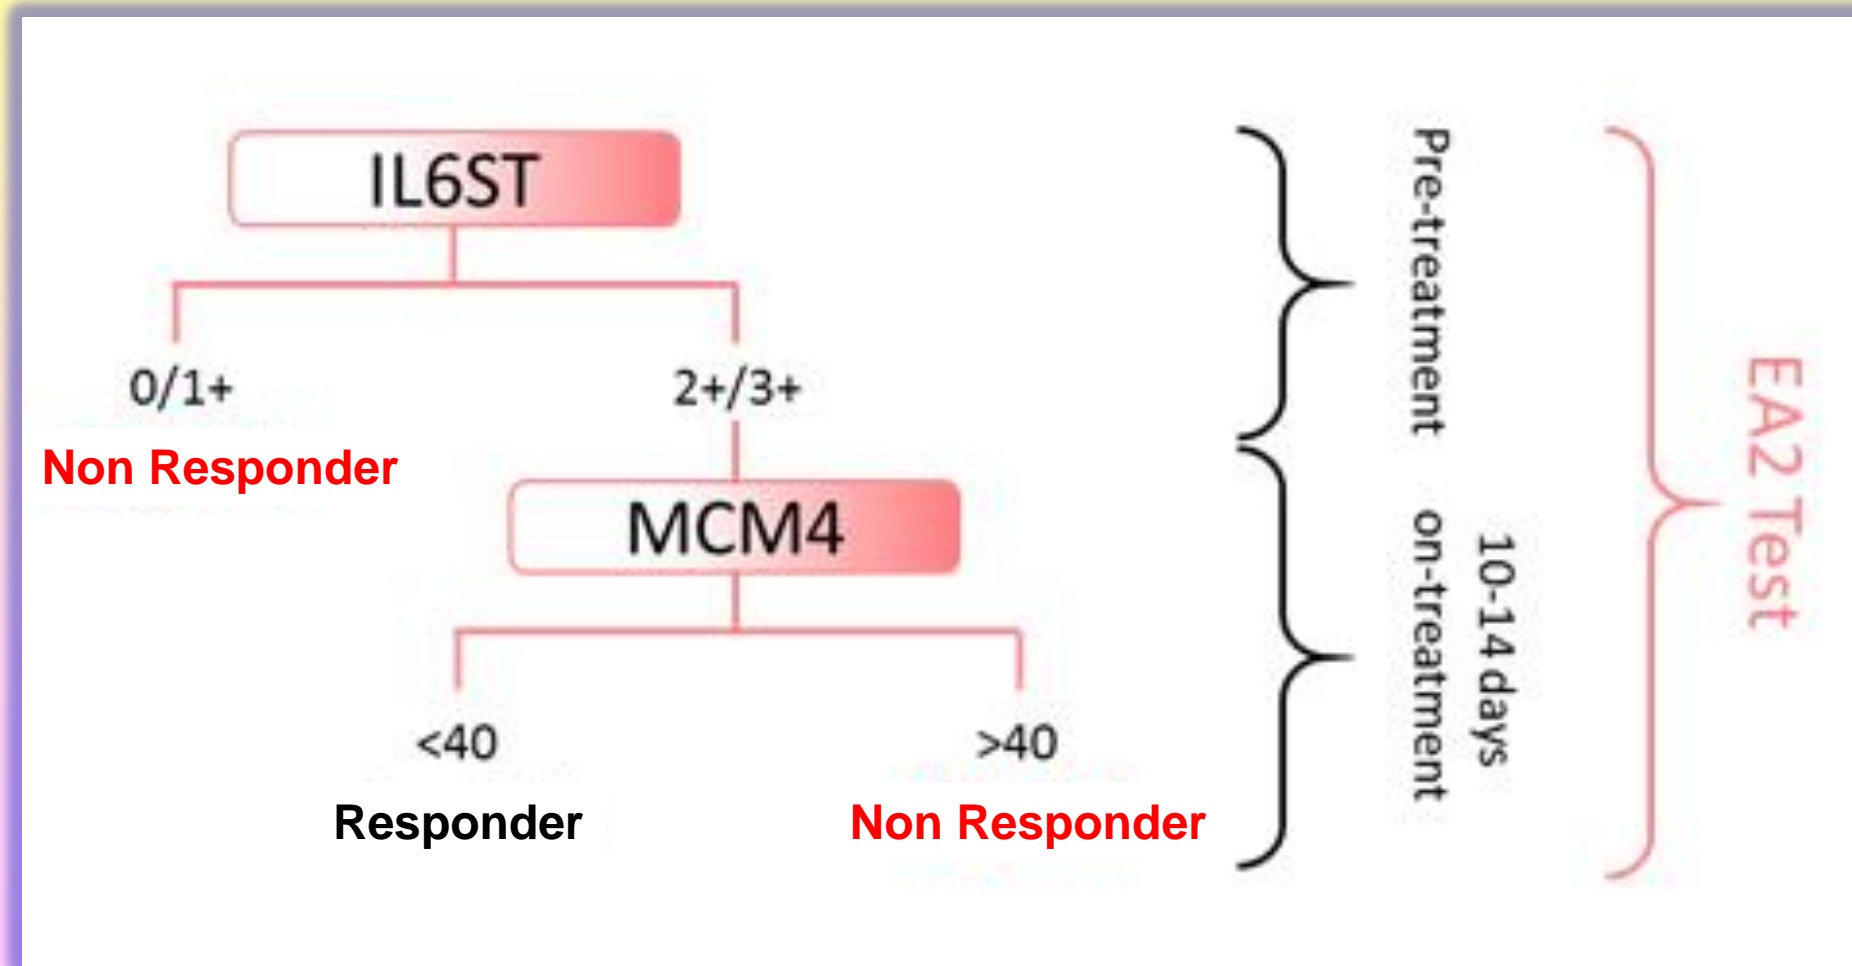 IL6ST
0/1+
2+/3+
Non Responder
MCM4
<40
>40
Responder
Non Responder
Pre-treatment
10-14 days
on-treatment
EA2 Test